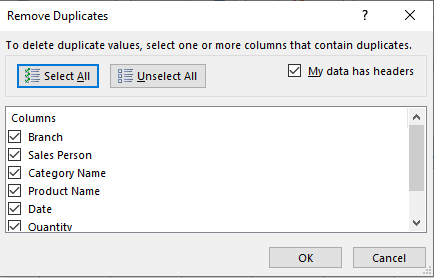 Remove Duplicates ? ×
To delete duplicate values, select one or more columns that contain duplicates.
Select All Unselect All My data has headers
Columns
Branch
Sales Person
Category Name
Product Name
Date
Quantity
OK Cancel